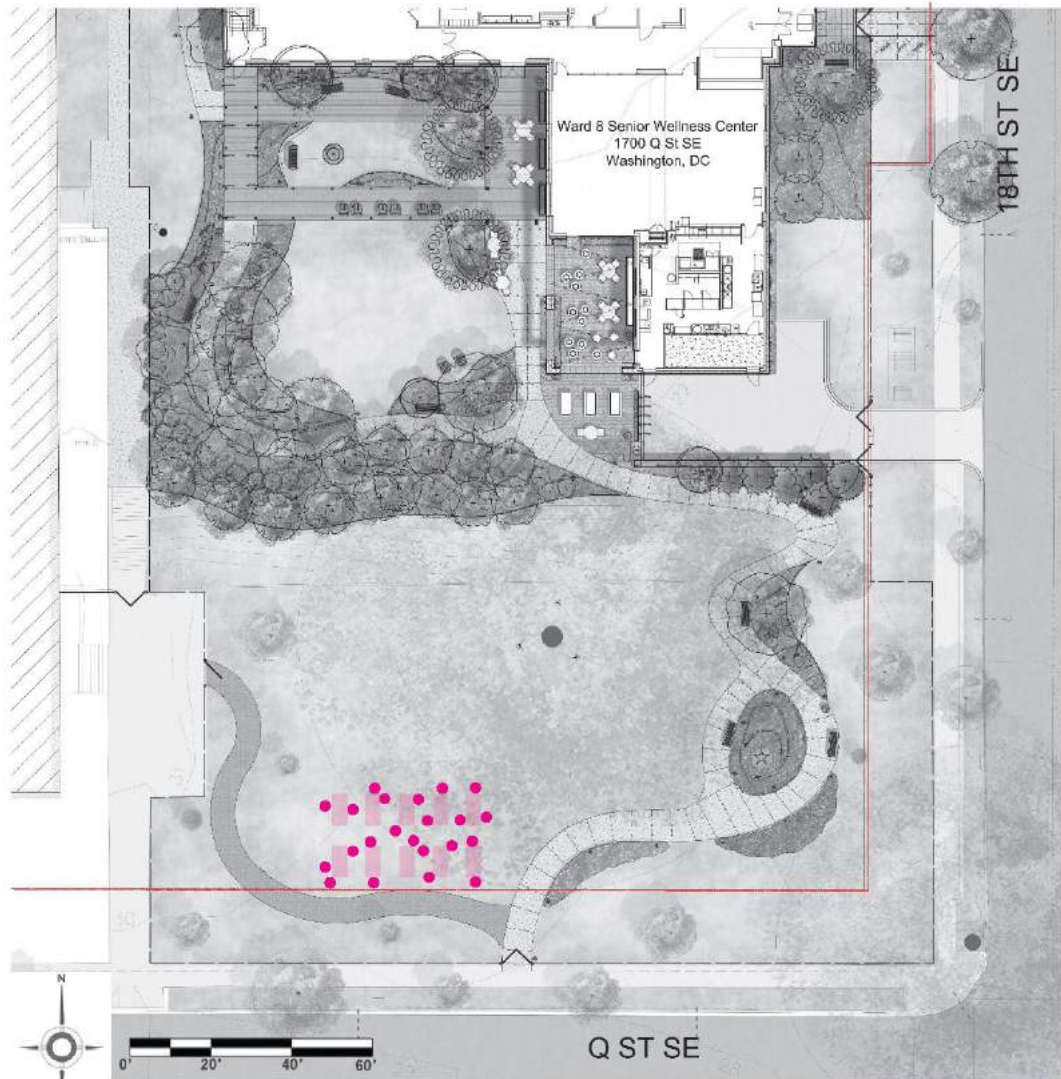 18TH ST SE
Ward 8 Senior Wellness Center
1700 Q St SE
Washington, DC
N
0' 20' 40' 60'
Q ST SE